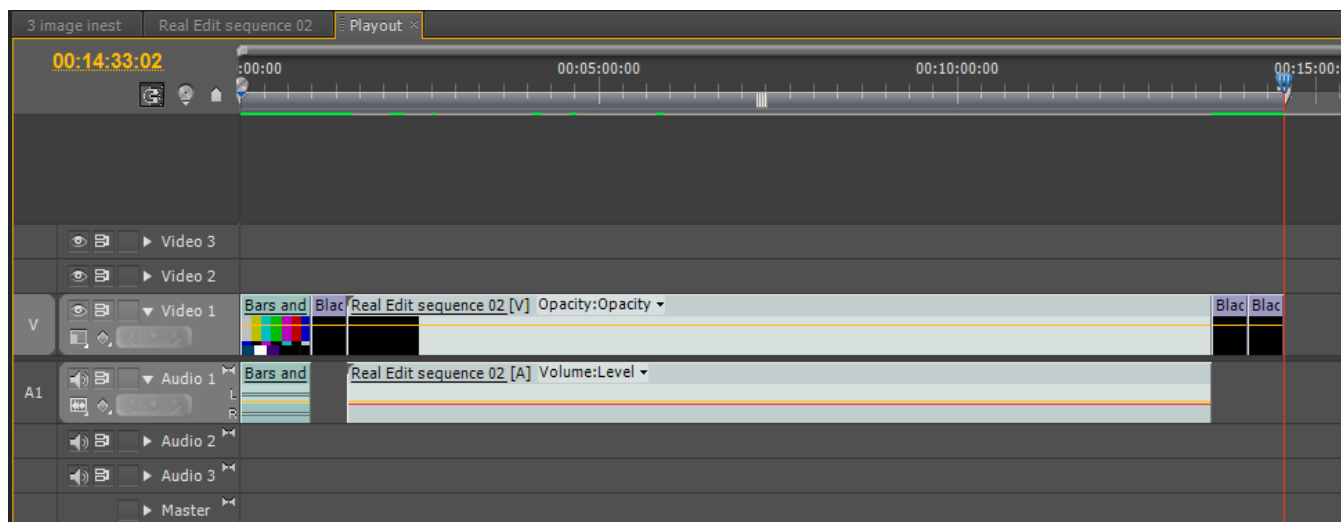 3 image inest Real Edit sequence 02 Playout ×
00:14:33:02
:00:00 00:05:00:00 00:10:00:00 00:15:00:
Video 3
Video 2
V Video 1 Bars and Blac Real Edit sequence 02 [V] Opacity:Opacity Blac Blac
A1 Audio 1 L R Bars and Real Edit sequence 02 [A] Volume:Level
Audio 2
Audio 3
Master